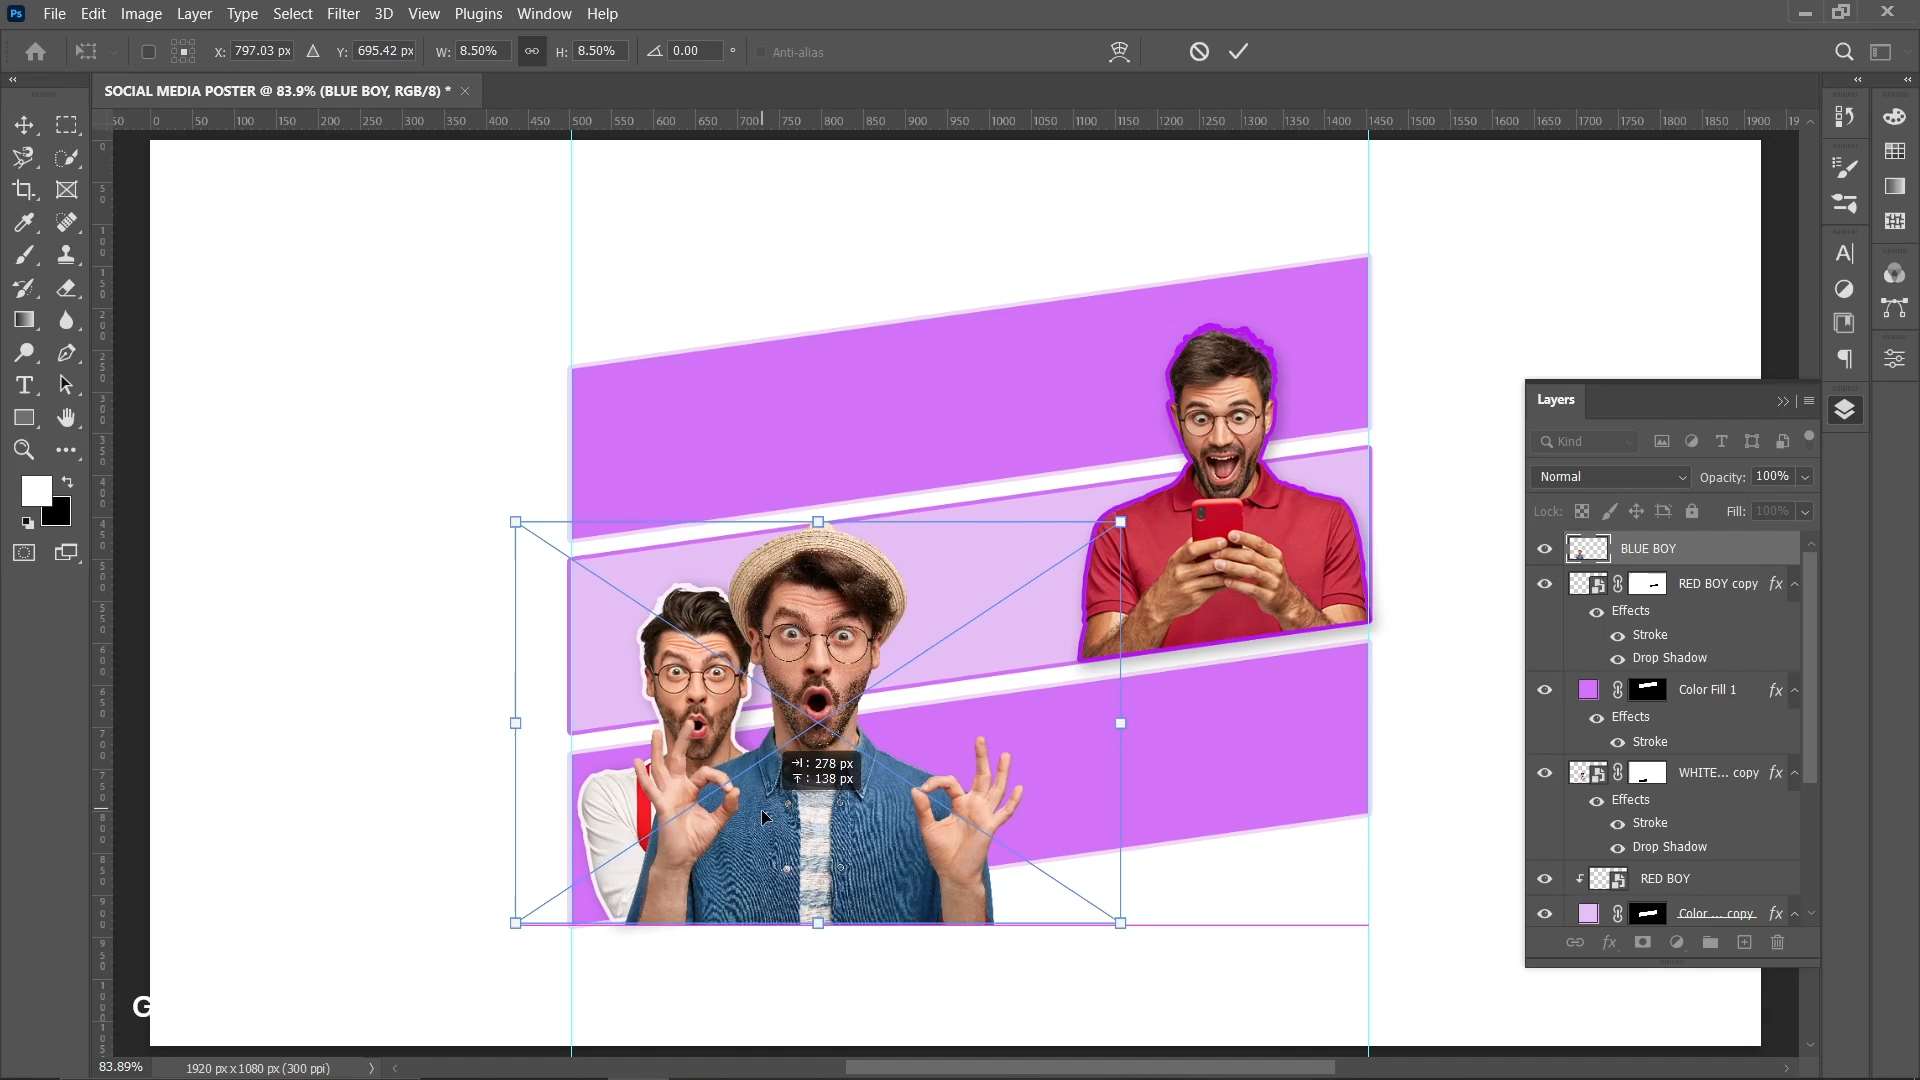 Ps File Edit Image Layer Type Select Filter 3D View Plugins Window Help
X: 797.03 px Y: 695.42 px W: 8.50% H: 8.50% 0.00 ° Anti-alias
SOCIAL MEDIA POSTER @ 83.9% (BLUE BOY, RGB/8) *
50 0 50 100 150 200 250 300 350 400 450 500 550 600 650 700 750 800 850 900 950 1000 1050 1100 1150 1200 1250 1300 1350 1400 1450 1500 1550 1600 1650 1700 1750 1800 1850 1900 19
Layers
Kind
Normal Opacity: 100%
Lock: Fill: 100%
BLUE BOY
RED BOY copy fx
Effects
Stroke
Drop Shadow
Color Fill 1 fx
Effects
Stroke
WHITE... copy fx
Effects
Stroke
Drop Shadow
RED BOY
Color ... copy fx
: 278 px
: 138 px
G
83.89% 1920 px x 1080 px (300 ppi)